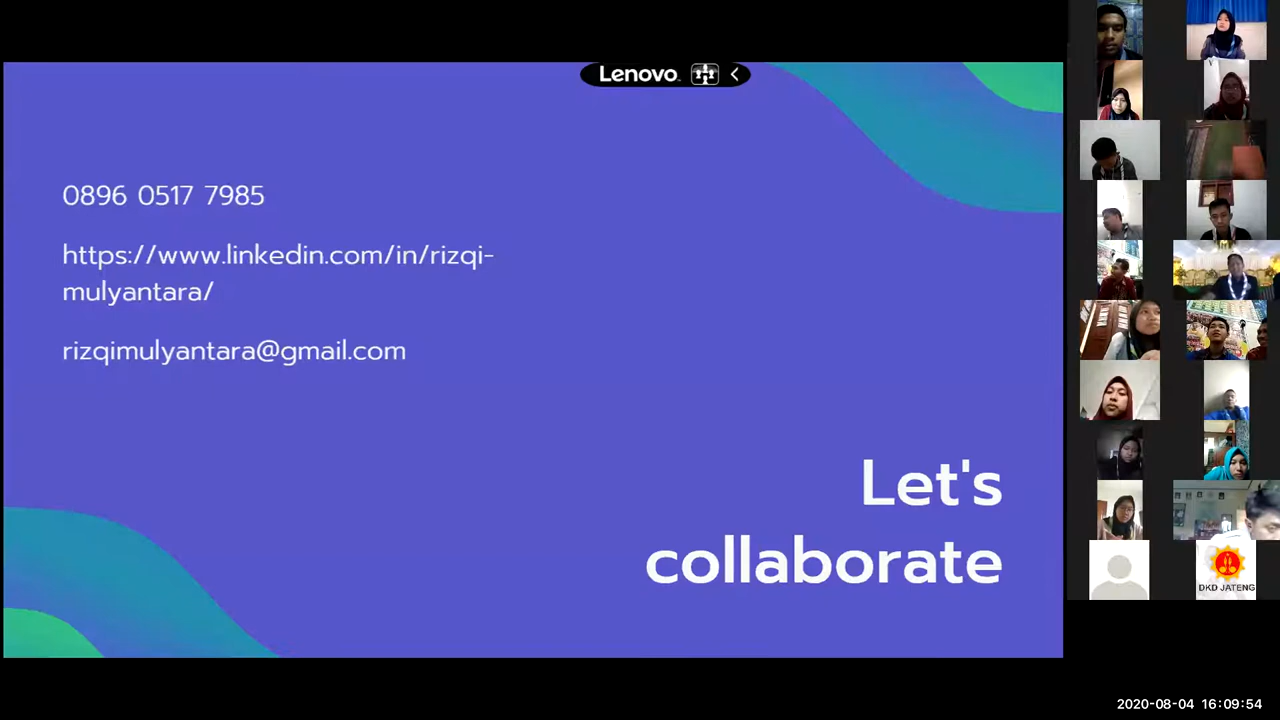 Lenovo
0896 0517 7985
https://www.linkedin.com/in/rizqi-
mulyantara/
rizqimulyantara@gmail.com
Let's
collaborate
DKD JATENG
2020-08-04 16:09:54